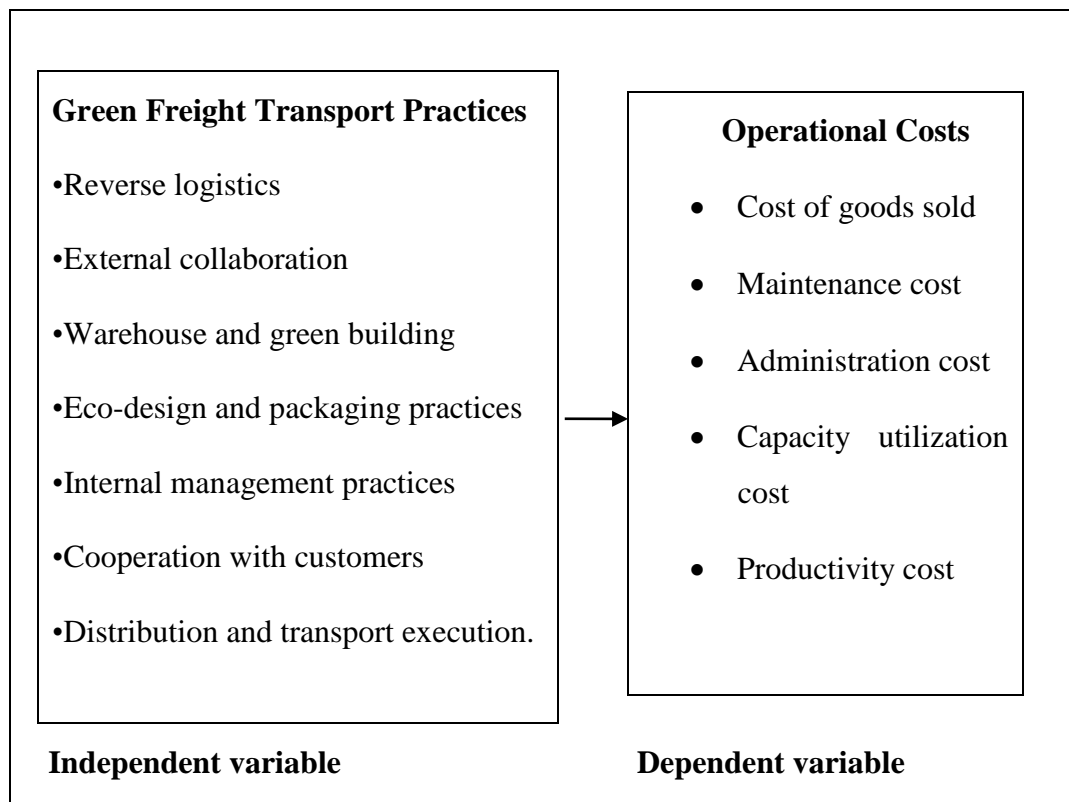 Green Freight Transport Practices
•Reverse logistics
•External collaboration
•Warehouse and green building
•Eco-design and packaging practices
•Internal management practices
•Cooperation with customers
•Distribution and transport execution.
Operational Costs
• Cost of goods sold
• Maintenance cost
• Administration cost
• Capacity utilization
cost
• Productivity cost
Independent variable
Dependent variable